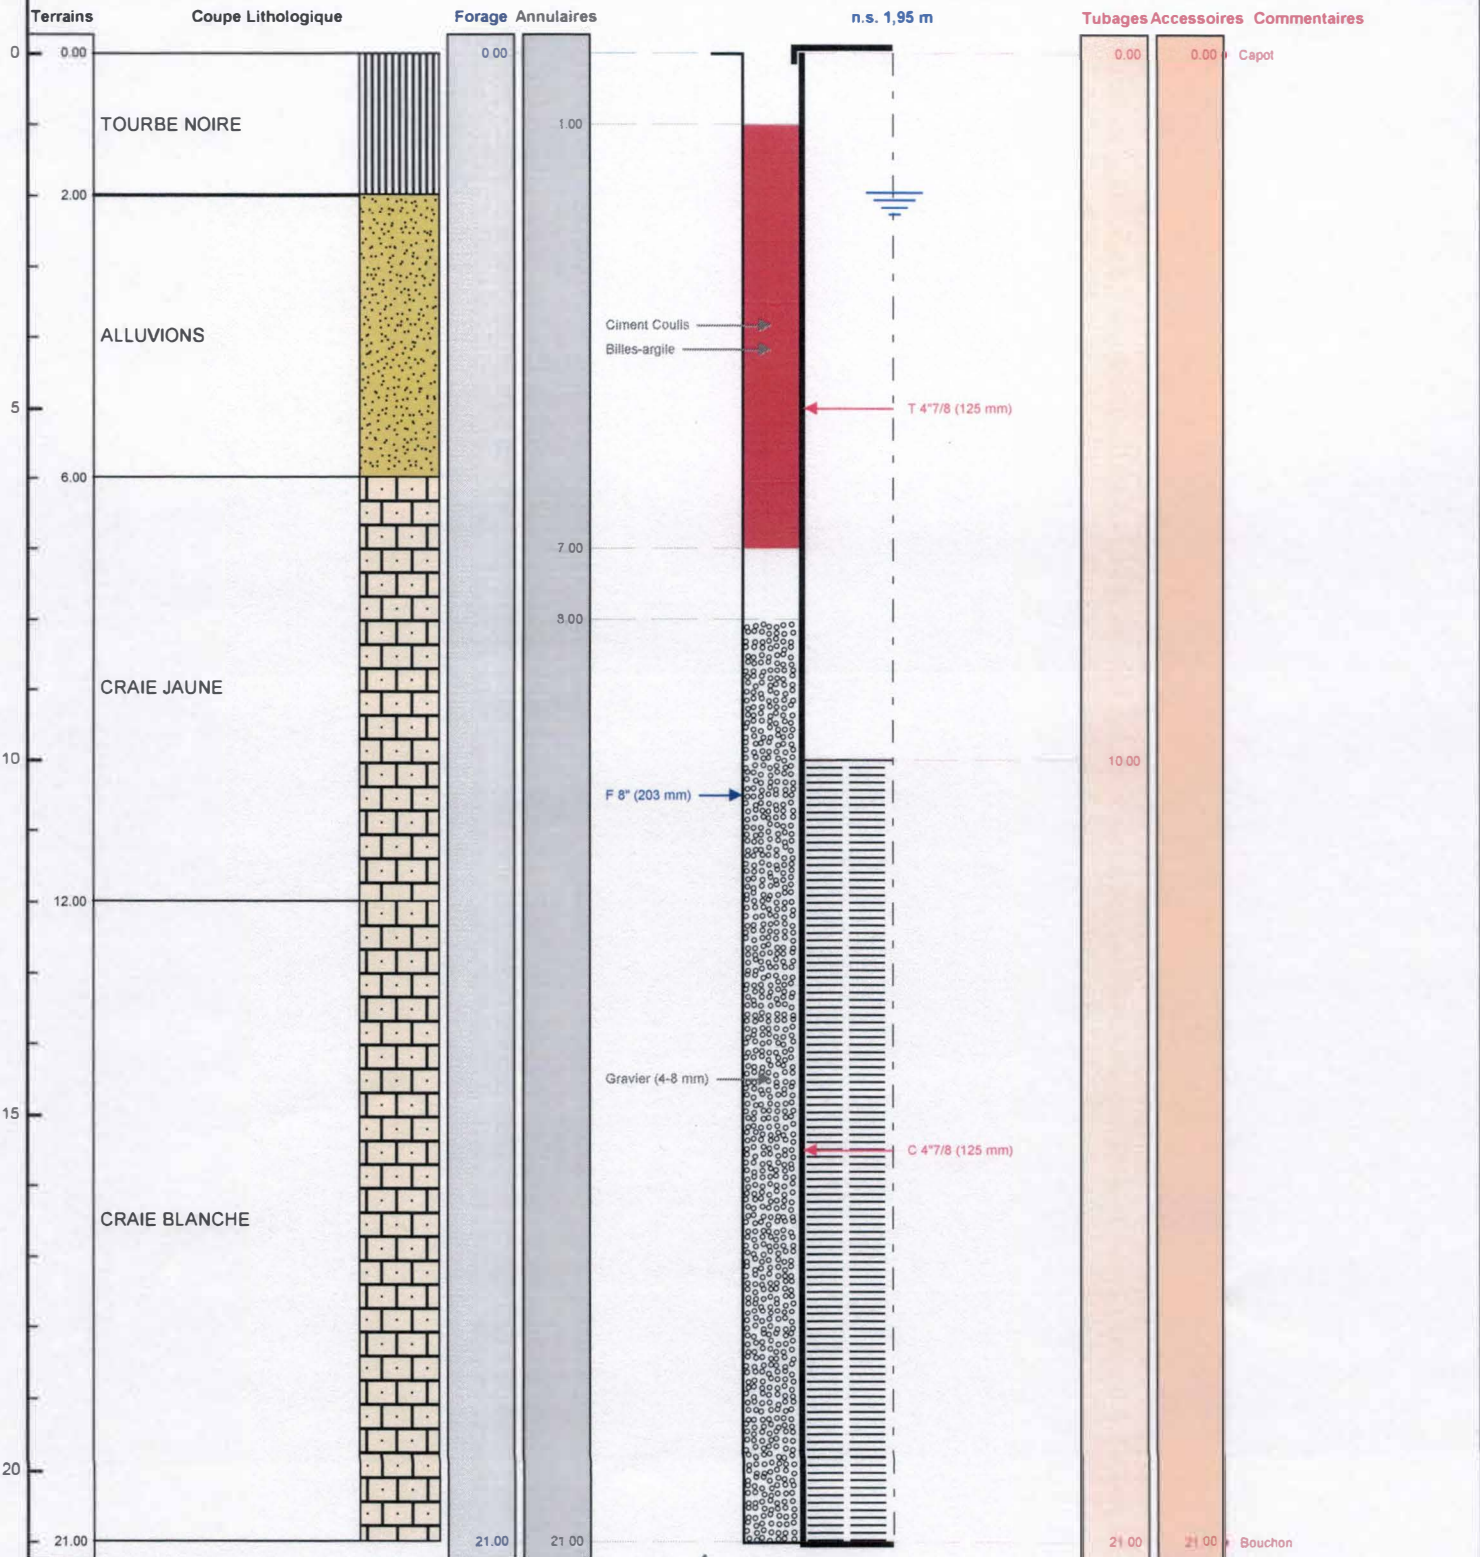 Terrains Coupe Lithologique Forage Annulaires n.s. 1,95 m Tubages Accessoires Commentaires
0 0.00 0.00 0.00 0.00 Capot
TOURBE NOIRE 1.00
2.00
Ciment Coulis
ALLUVIONS
Billes-argile
5 T 4"7/8 (125 mm)
6.00
7.00
8.00
CRAIE JAUNE
10 10.00
F 8" (203 mm)
12.00
Gravier (4-8 mm)
15
C 4"7/8 (125 mm)
CRAIE BLANCHE
20
21.00 21.00 21.00 21.00 21.00 Bouchon